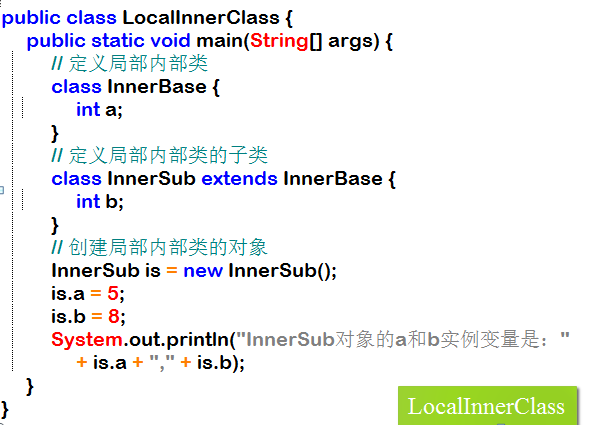 public class LocalInnerClass {
public static void main(String[] args) {
// 定义局部内部类
class InnerBase {
int a;
}
// 定义局部内部类的子类
class InnerSub extends InnerBase {
int b;
}
// 创建局部内部类的对象
InnerSub is = new InnerSub();
is.a = 5;
is.b = 8;
System.out.println("InnerSub对象的a和b实例变量是："
+ is.a + "," + is.b);
}
}
LocalInnerClass